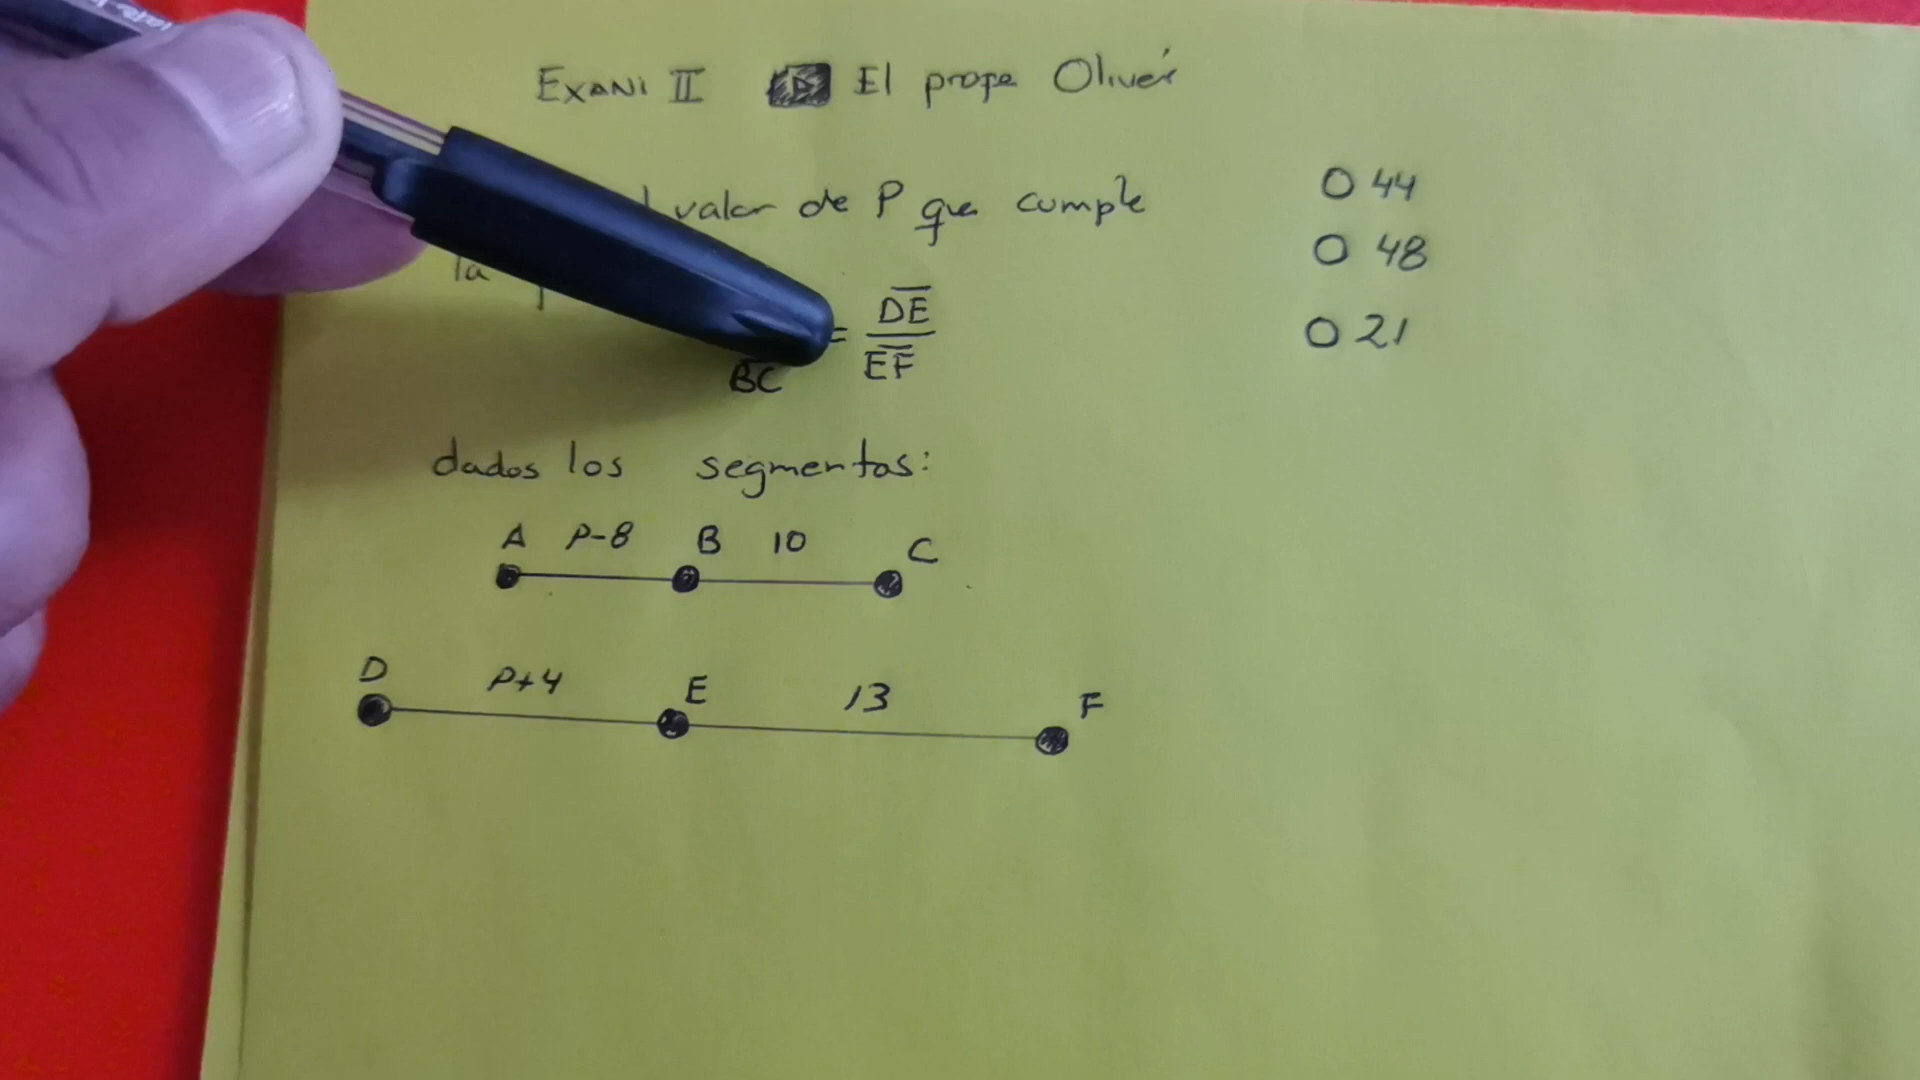 EXANI II El profe Oliver
valor de P que cumple
la
BC = DE / EF
dados los segmentos:
A P-8 B 10 C
D P+4 E 13 F
44
48
21